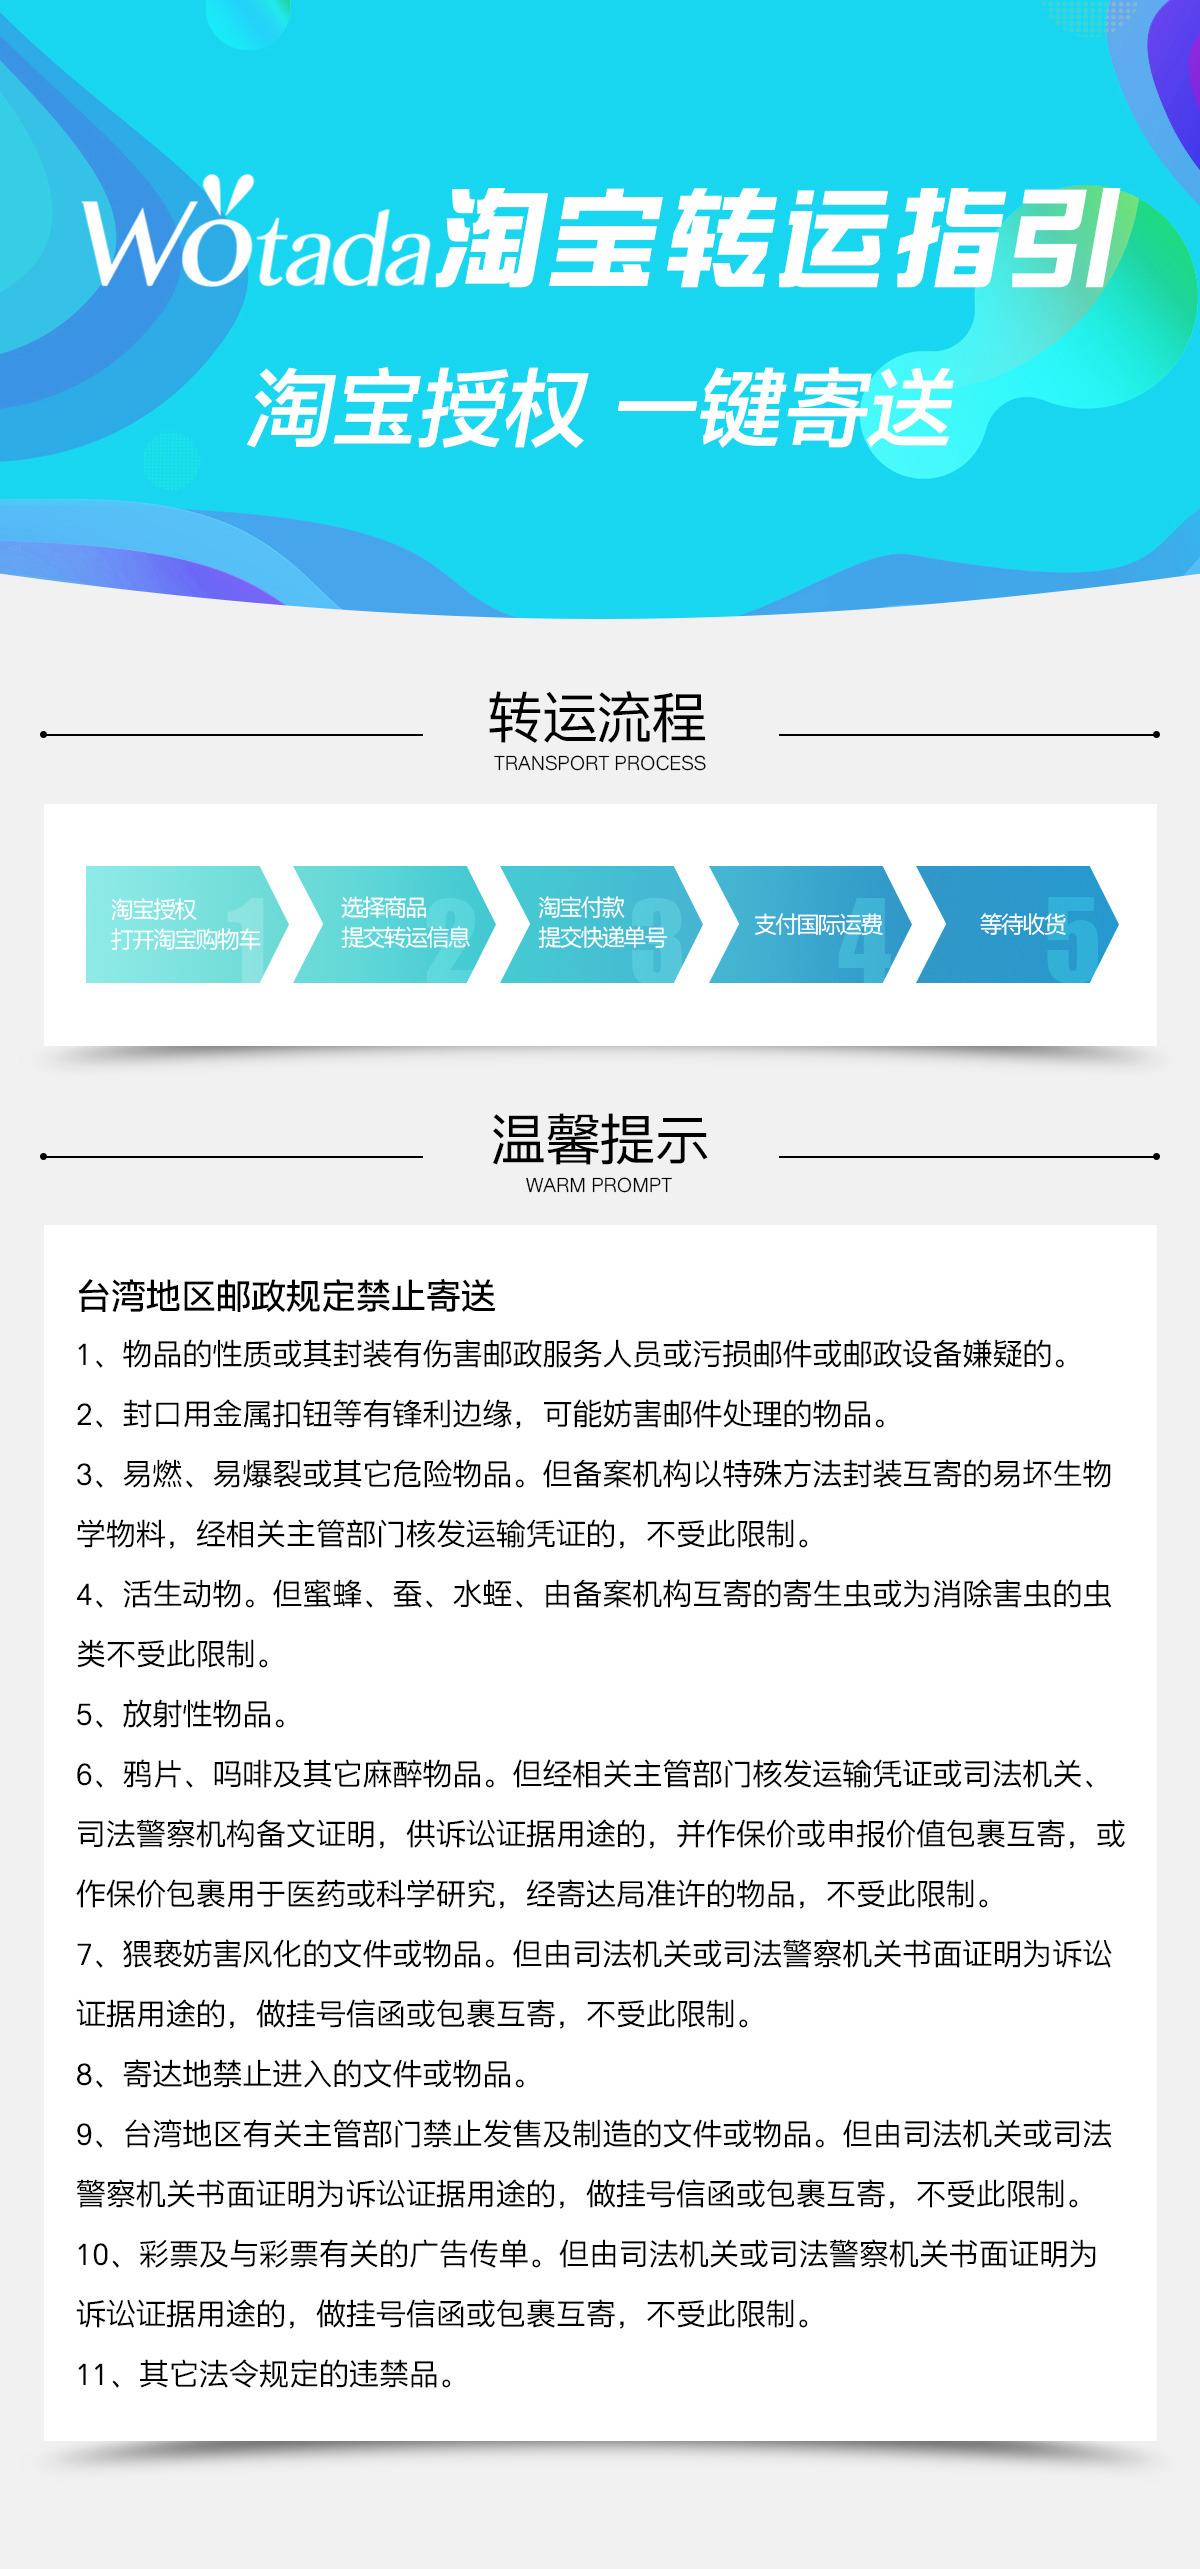 Wotada淘宝转运指引
淘宝授权 一键寄送
转运流程
TRANSPORT PROCESS
1
淘宝授权
打开淘宝购物车
2
选择商品
提交转运信息
3
淘宝付款
提交快递单号
4
支付国际运费
5
等待收货
温馨提示
WARM PROMPT
台湾地区邮政规定禁止寄送
1、物品的性质或其封装有伤害邮政服务人员或污损邮件或邮政设备嫌疑的。
2、封口用金属扣钮等有锋利边缘，可能妨害邮件处理的物品。
3、易燃、易爆裂或其它危险物品。但备案机构以特殊方法封装互寄的易坏生物
学物料，经相关主管部门核发运输凭证的，不受此限制。
4、活生动物。但蜜蜂、蚕、水蛭、由备案机构互寄的寄生虫或为消除害虫的虫
类不受此限制。
5、放射性物品。
6、鸦片、吗啡及其它麻醉物品。但经相关主管部门核发运输凭证或司法机关、
司法警察机构备文证明，供诉讼证据用途的，并作保价或申报价值包裹互寄，或
作保价包裹用于医药或科学研究，经寄达局准许的物品，不受此限制。
7、猥亵妨害风化的文件或物品。但由司法机关或司法警察机关书面证明为诉讼
证据用途的，做挂号信函或包裹互寄，不受此限制。
8、寄达地禁止进入的文件或物品。
9、台湾地区有关主管部门禁止发售及制造的文件或物品。但由司法机关或司法
警察机关书面证明为诉讼证据用途的，做挂号信函或包裹互寄，不受此限制。
10、彩票及与彩票有关的广告传单。但由司法机关或司法警察机关书面证明为
诉讼证据用途的，做挂号信函或包裹互寄，不受此限制。
11、其它法令规定的违禁品。